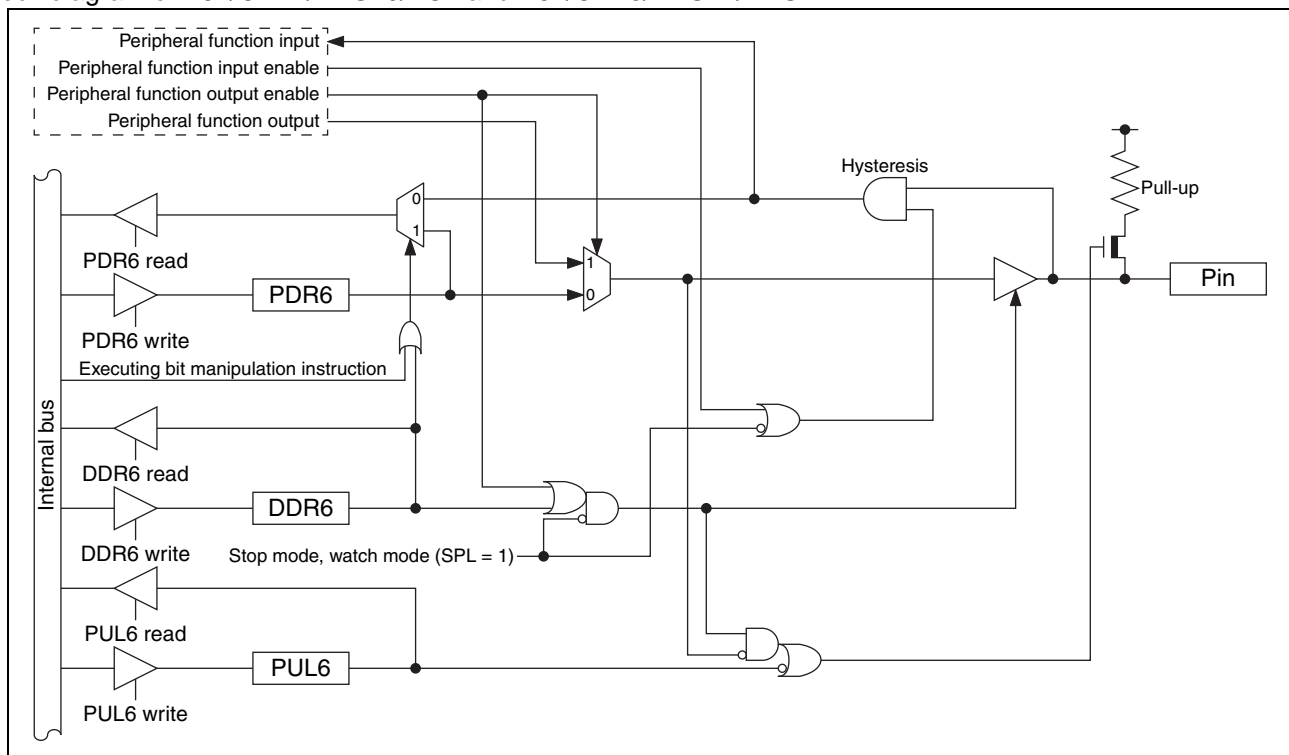 Peripheral function input
Peripheral function input enable
Peripheral function output enable
Peripheral function output
Hysteresis
Pull-up
0
1
PDR6 read
1
0
Pin
PDR6
PDR6 write
Executing bit manipulation instruction
Internal bus
DDR6 read
DDR6
DDR6 write
Stop mode, watch mode (SPL = 1)
PUL6 read
PUL6
PUL6 write